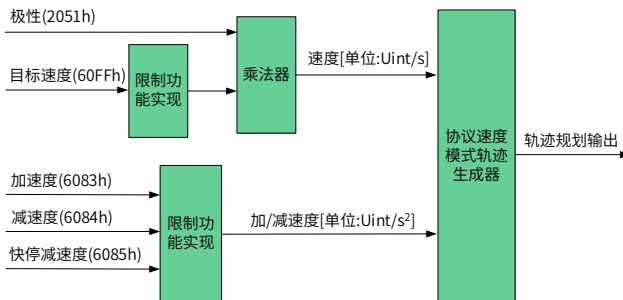 极性(2051h)
目标速度(60FFh)
限制功
能实现
乘法器
速度[单位:Uint/s]
协议速度
模式轨迹
生成器
轨迹规划输出
加速度(6083h)
减速度(6084h)
快停减速度(6085h)
限制功
能实现
加/减速度[单位:Uint/s²]